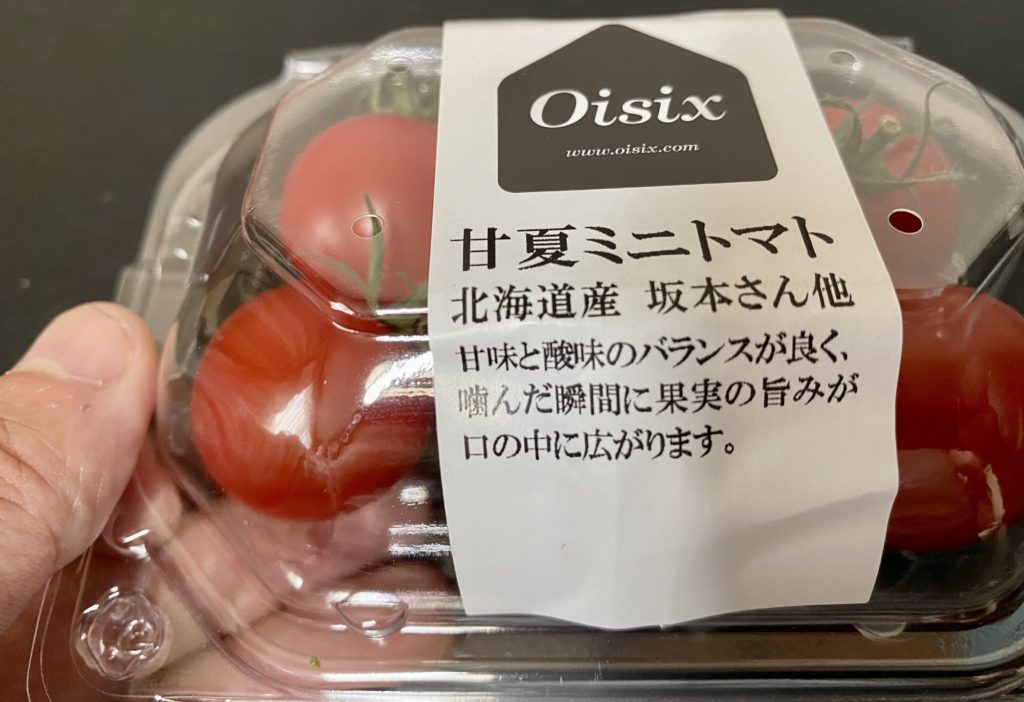 Oisix
www.oisix.com
甘夏ミニトマト
北海道産 坂本さん他
甘味と酸味のバランスが良く、
噛んだ瞬間に果実の旨みが
口の中に広がります。